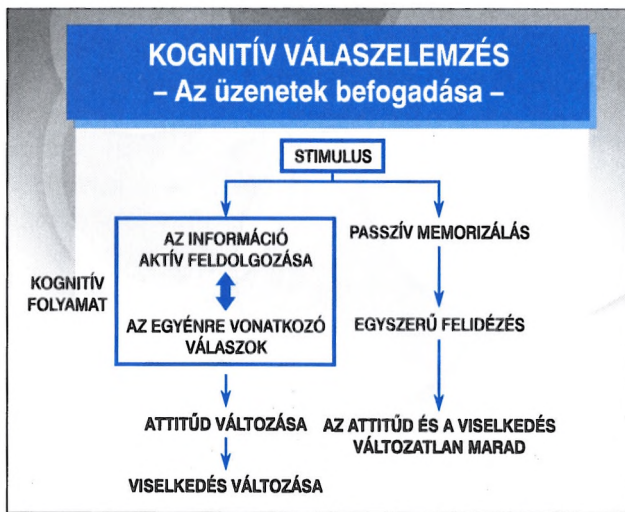 KOGNITÍV VÁLASZELEMZÉS
– Az üzenetek befogadása –
STIMULUS
AZ INFORMÁCIÓ
AKTÍV FELDOLGOZÁSA
KOGNITÍV
FOLYAMAT
AZ EGYÉNRE VONATKOZÓ
VÁLASZOK
ATTITŰD VÁLTOZÁSA
VISELKEDÉS VÁLTOZÁSA
PASSZÍV MEMORIZÁLÁS
EGYSZERŰ FELIDÉZÉS
AZ ATTITŰD ÉS A VISELKEDÉS
VÁLTOZATLAN MARAD